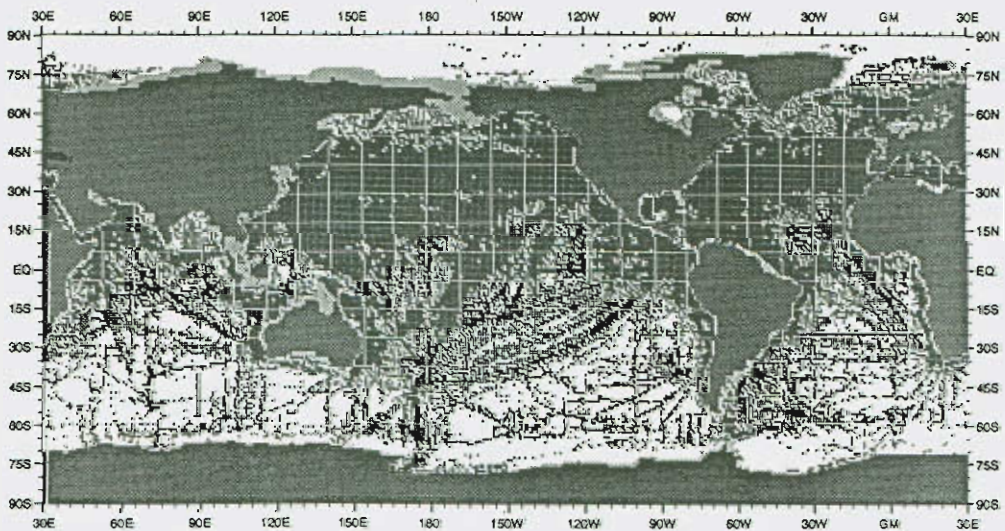 30E 60E 90E 120E 150E 180 150W 120W 90W 60W 30W GM 30E
90N 90N
75N 75N
60N 60N
45N 45N
30N 30N
15N 15N
EQ EQ
15S 15S
30S 30S
45S 45S
60S 60S
75S 75S
90S 90S
30E 60E 90E 120E 150E 180 150W 120W 90W 60W 30W GM 30E